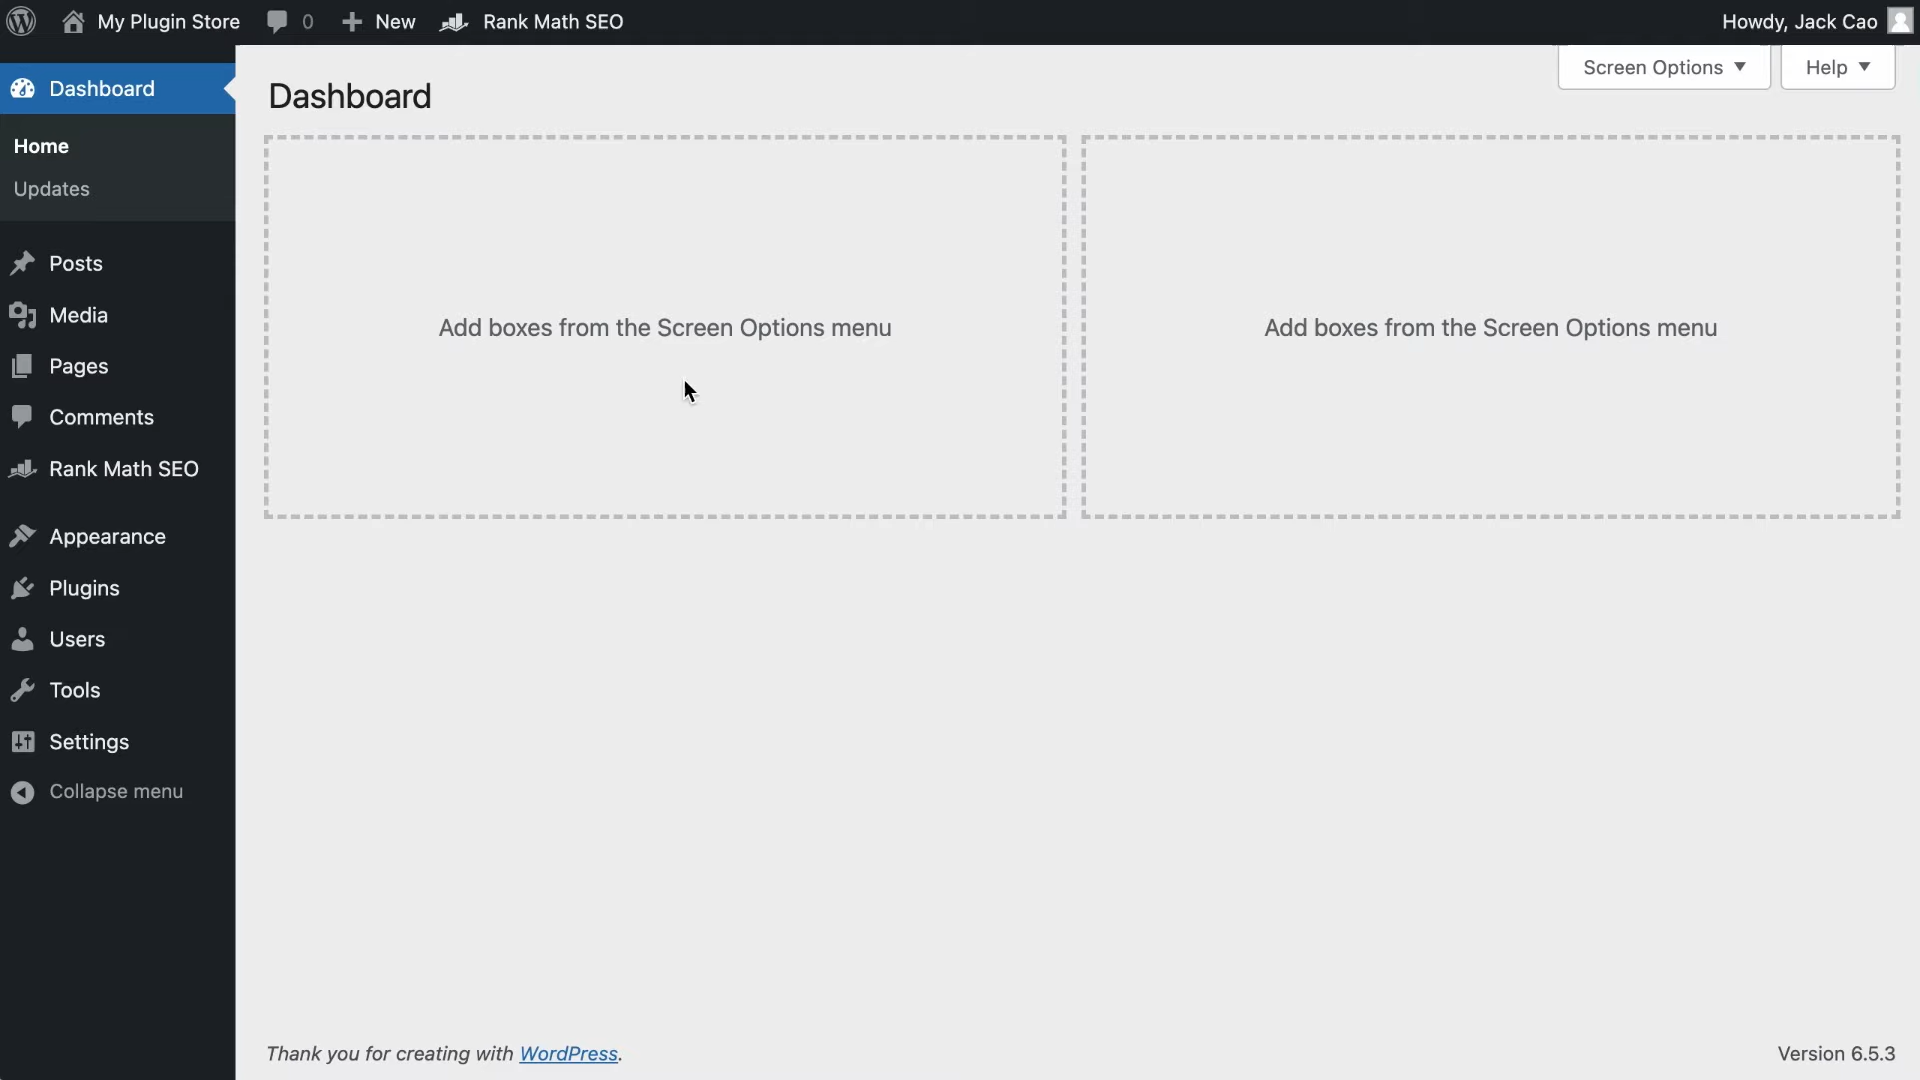 My Plugin Store
0
New
Rank Math SEO
Howdy, Jack Cao
Dashboard
Home
Updates
Posts
Media
Pages
Comments
Rank Math SEO
Appearance
Plugins
Users
Tools
Settings
Collapse menu
Screen Options
Help
Dashboard
Add boxes from the Screen Options menu
Add boxes from the Screen Options menu
Thank you for creating with WordPress.
Version 6.5.3